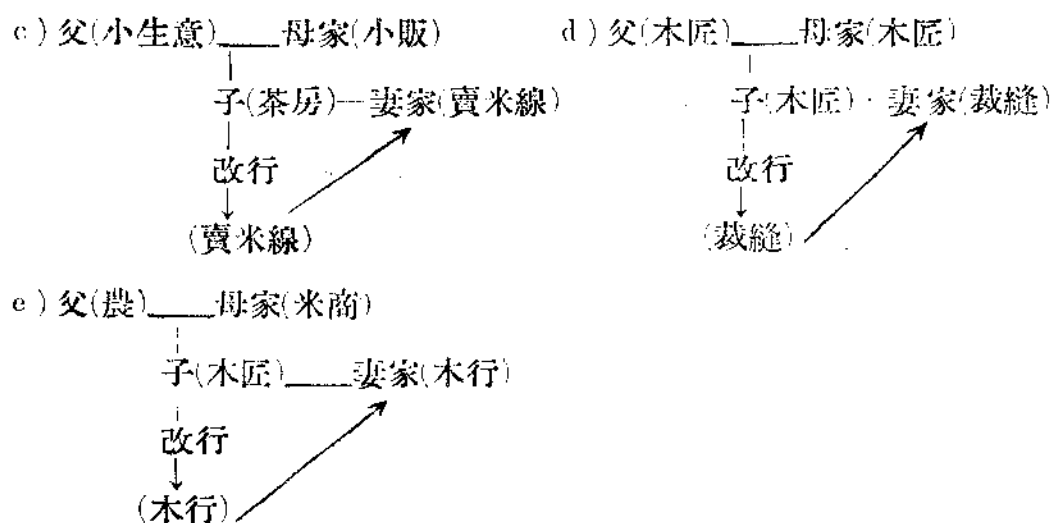 c）父(小生意)____母家(小販)
子(茶房)─妻家(賣米線)
改行
(賣米線)
d）父(木匠)____母家(木匠)
子(木匠)·妻家(裁縫)
改行
(裁縫)
e）父(農)____母家(米商)
子(木匠)____妻家(木行)
改行
(木行)